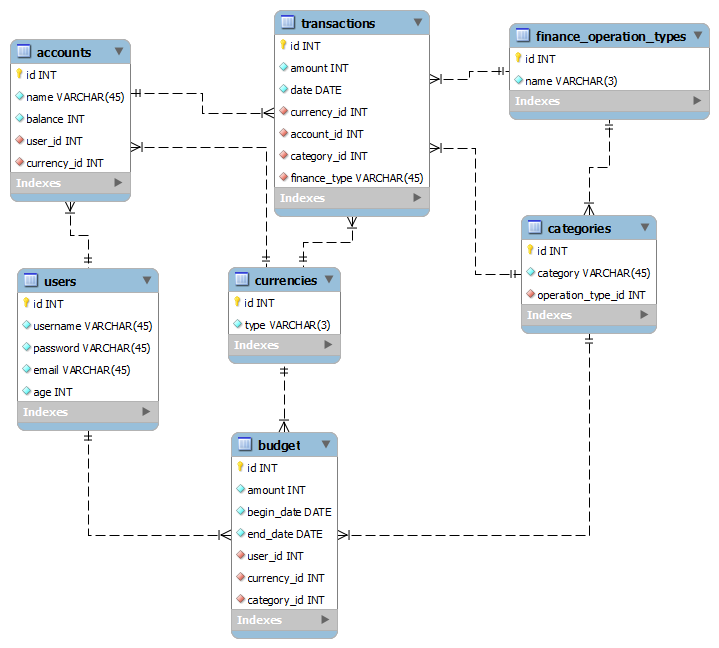 accounts
id INT
name VARCHAR(45)
balance INT
user_id INT
currency_id INT
Indexes
transactions
id INT
amount INT
date DATE
currency_id INT
account_id INT
category_id INT
finance_type VARCHAR(45)
Indexes
finance_operation_types
id INT
name VARCHAR(3)
Indexes
categories
id INT
category VARCHAR(45)
operation_type_id INT
Indexes
users
id INT
username VARCHAR(45)
password VARCHAR(45)
email VARCHAR(45)
age INT
Indexes
currencies
id INT
type VARCHAR(3)
Indexes
budget
id INT
amount INT
begin_date DATE
end_date DATE
user_id INT
currency_id INT
category_id INT
Indexes